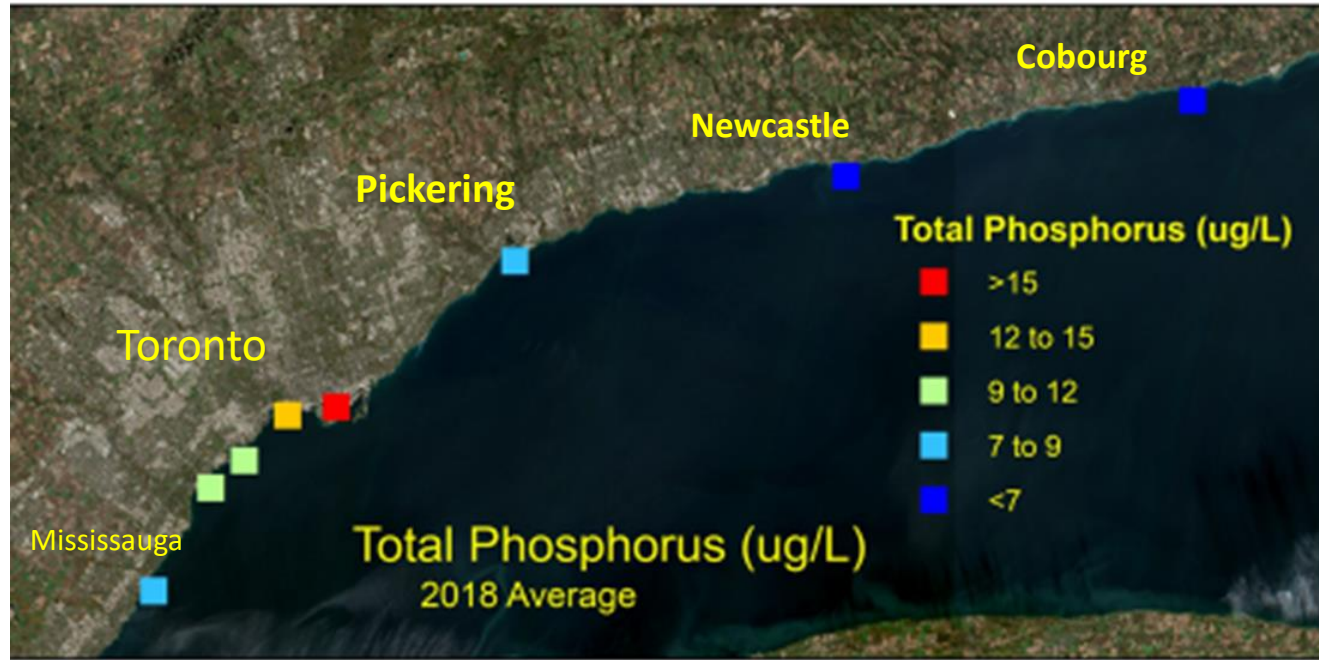 Cobourg
Newcastle
Pickering
Total Phosphorus (ug/L)
>15
12 to 15
9 to 12
7 to 9
<7
Toronto
Mississauga
Total Phosphorus (ug/L)
2018 Average